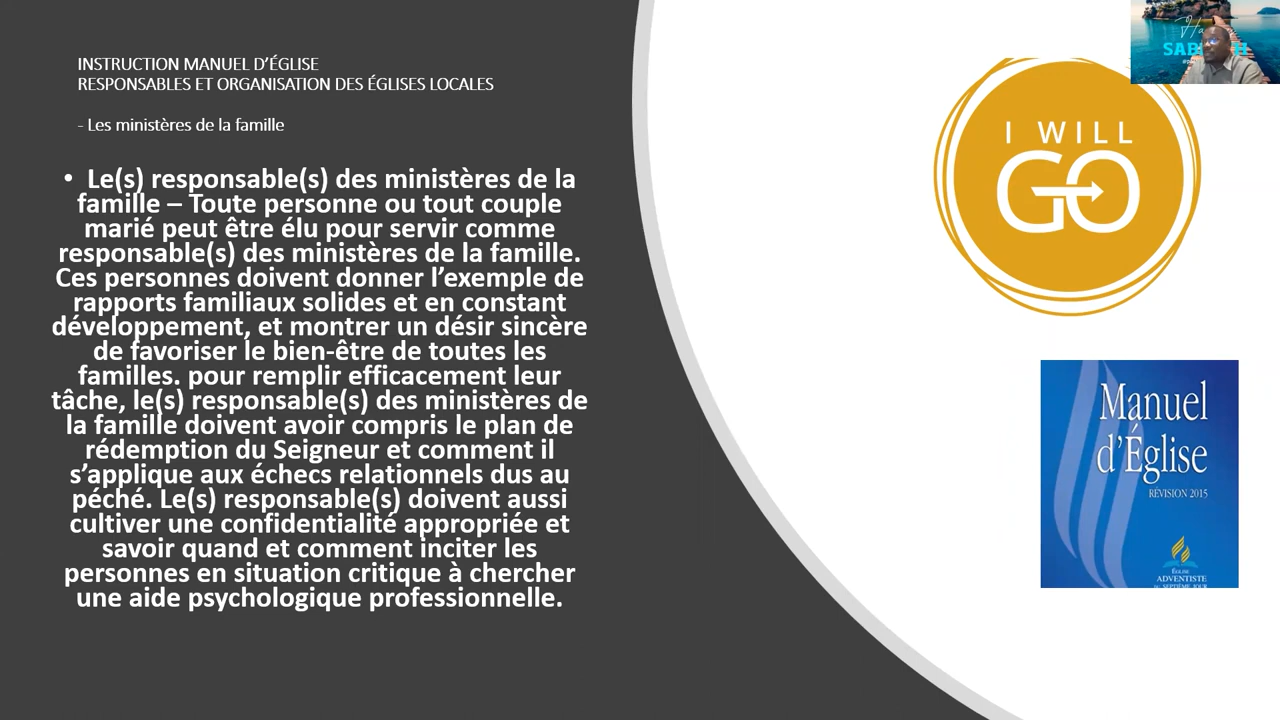 INSTRUCTION MANUEL D'ÉGLISE
RESPONSABLES ET ORGANISATION DES ÉGLISES LOCALES
- Les ministères de la famille
• Le(s) responsable(s) des ministères de la
famille – Toute personne ou tout couple
marié peut être élu pour servir comme
responsable(s) des ministères de la famille.
Ces personnes doivent donner l'exemple de
rapports familiaux solides et en constant
développement, et montrer un désir sincère
de favoriser le bien-être de toutes les
familles. pour remplir efficacement leur
tâche, le(s) responsable(s) des ministères de
la famille doivent avoir compris le plan de
rédemption du Seigneur et comment il
s'applique aux échecs relationnels dus au
péché. Le(s) responsable(s) doivent aussi
cultiver une confidentialité appropriée et
savoir quand et comment inciter les
personnes en situation critique à chercher
une aide psychologique professionnelle.
I WILL
GO
Manuel
d'Église
RÉVISION 2015
ÉGLISE
ADVENTISTE
DU SEPTIÈME JOUR